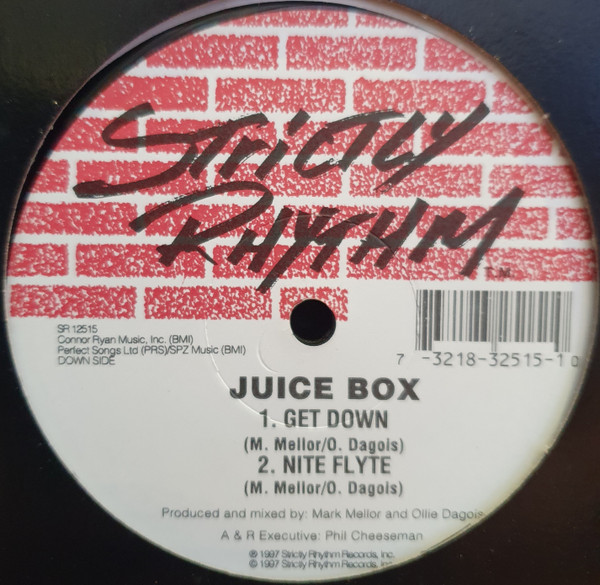 STRICTLY
RHYTHM
T.M.
SR 12515
Connor Ryan Music, Inc. (BMI)
Perfect Songs Ltd (PRS)/SPZ Music (BMI)
DOWN SIDE
7 -3218-32515-1 0
JUICE BOX
1. GET DOWN
(M. Mellor/O. Dagois)
2. NITE FLYTE
(M. Mellor/O. Dagois)
Produced and mixed by: Mark Mellor and Ollie Dagois
A & R Executive: Phil Cheeseman
℗ 1997 Strictly Rhythm Records, Inc.
© 1997 Strictly Rhythm Records, Inc.